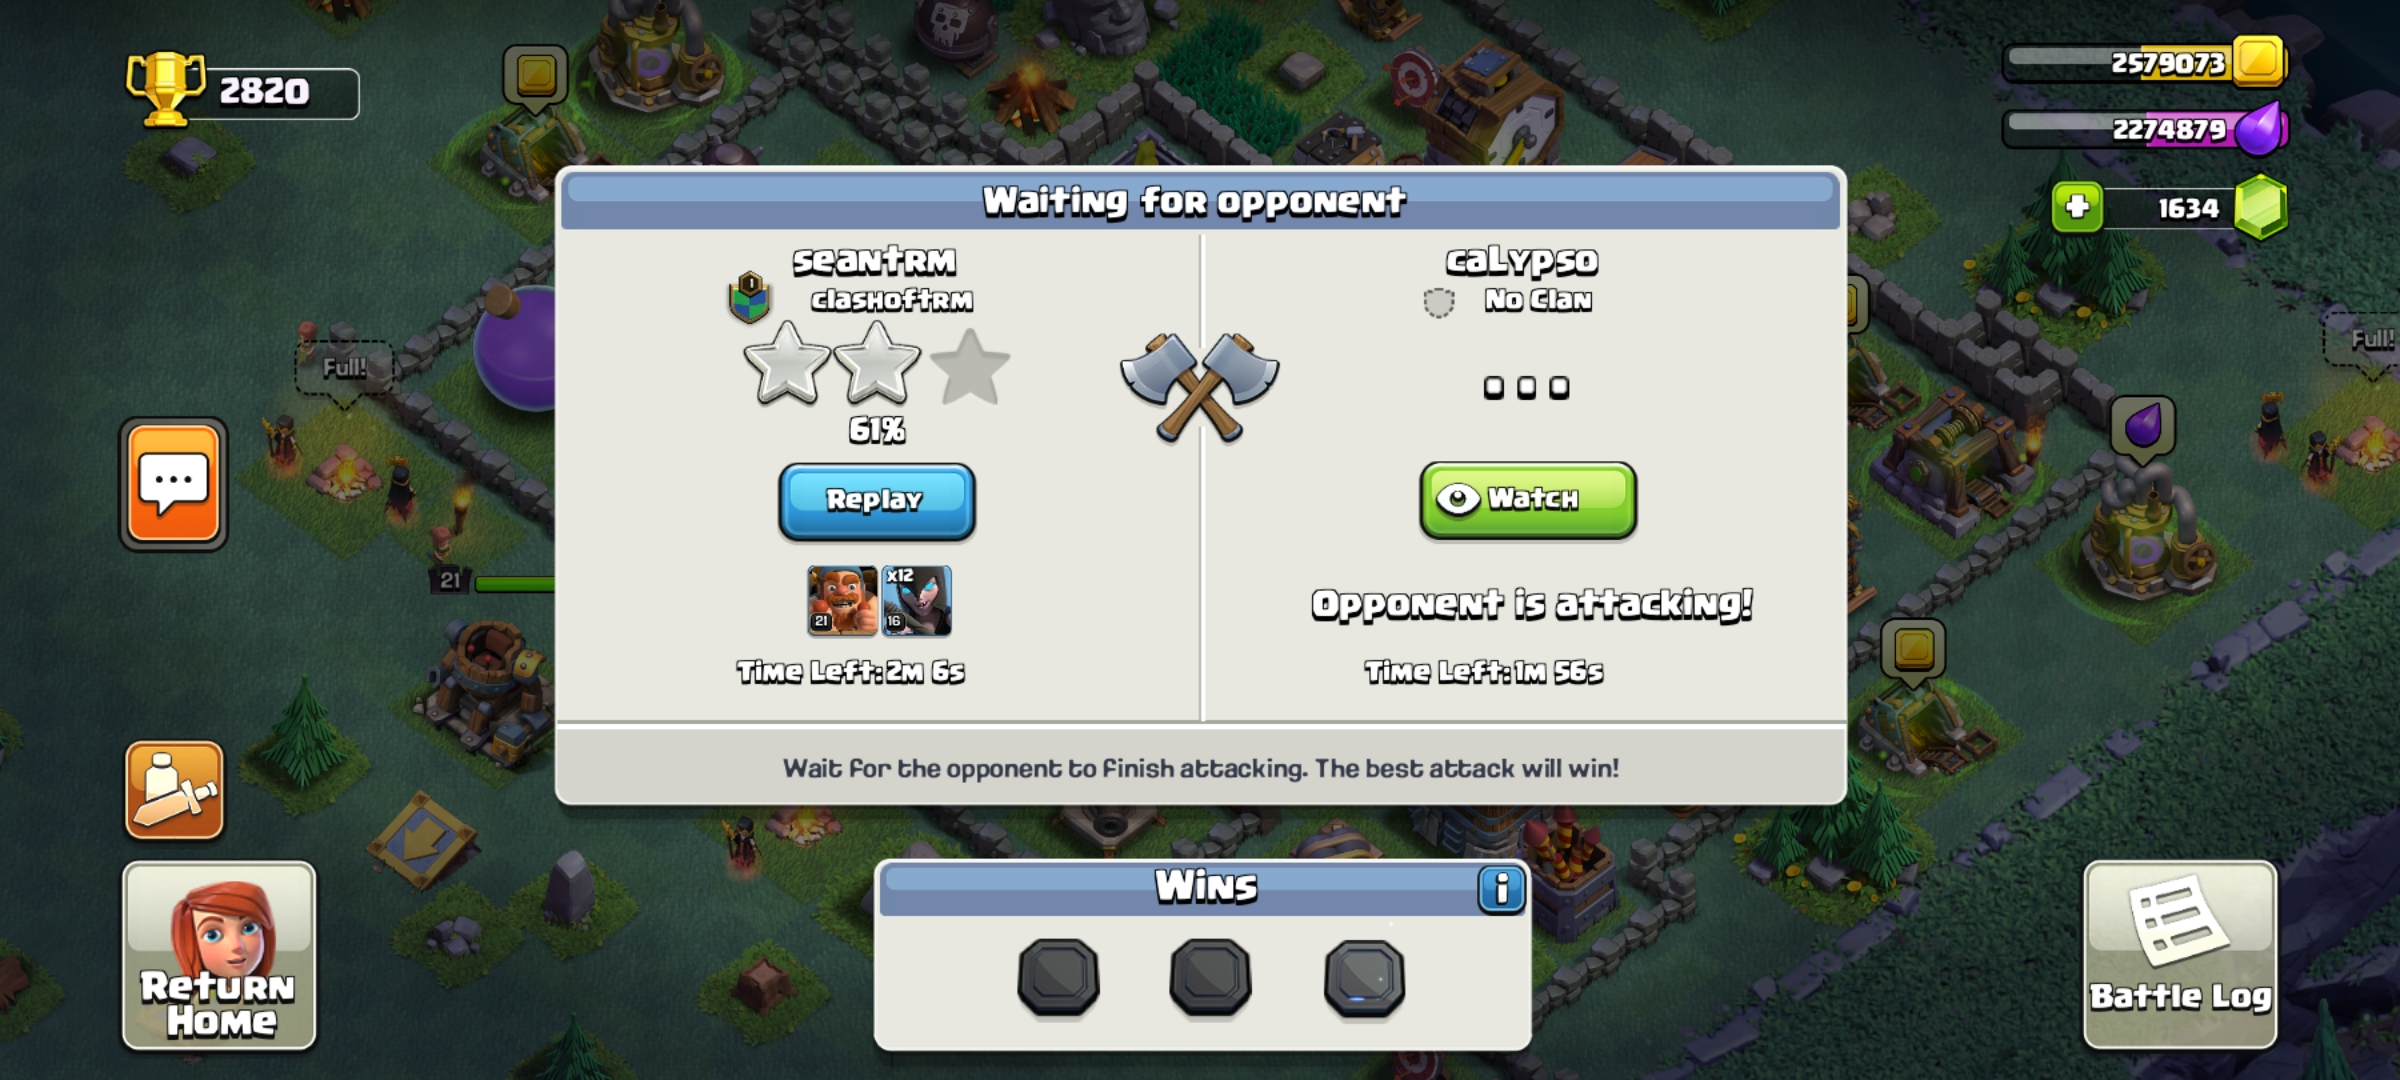 2820
2579073
2274879
1634
Waiting for opponent
seantrm
clashoftrm
1
61%
Replay
x12
21
16
Time Left:2m 6s
calypso
No Clan
Watch
Opponent is attacking!
Time Left:1m 56s
Wait for the opponent to finish attacking. The best attack will win!
Full!
Full!
21
Wins
i
Return
Home
Battle Log